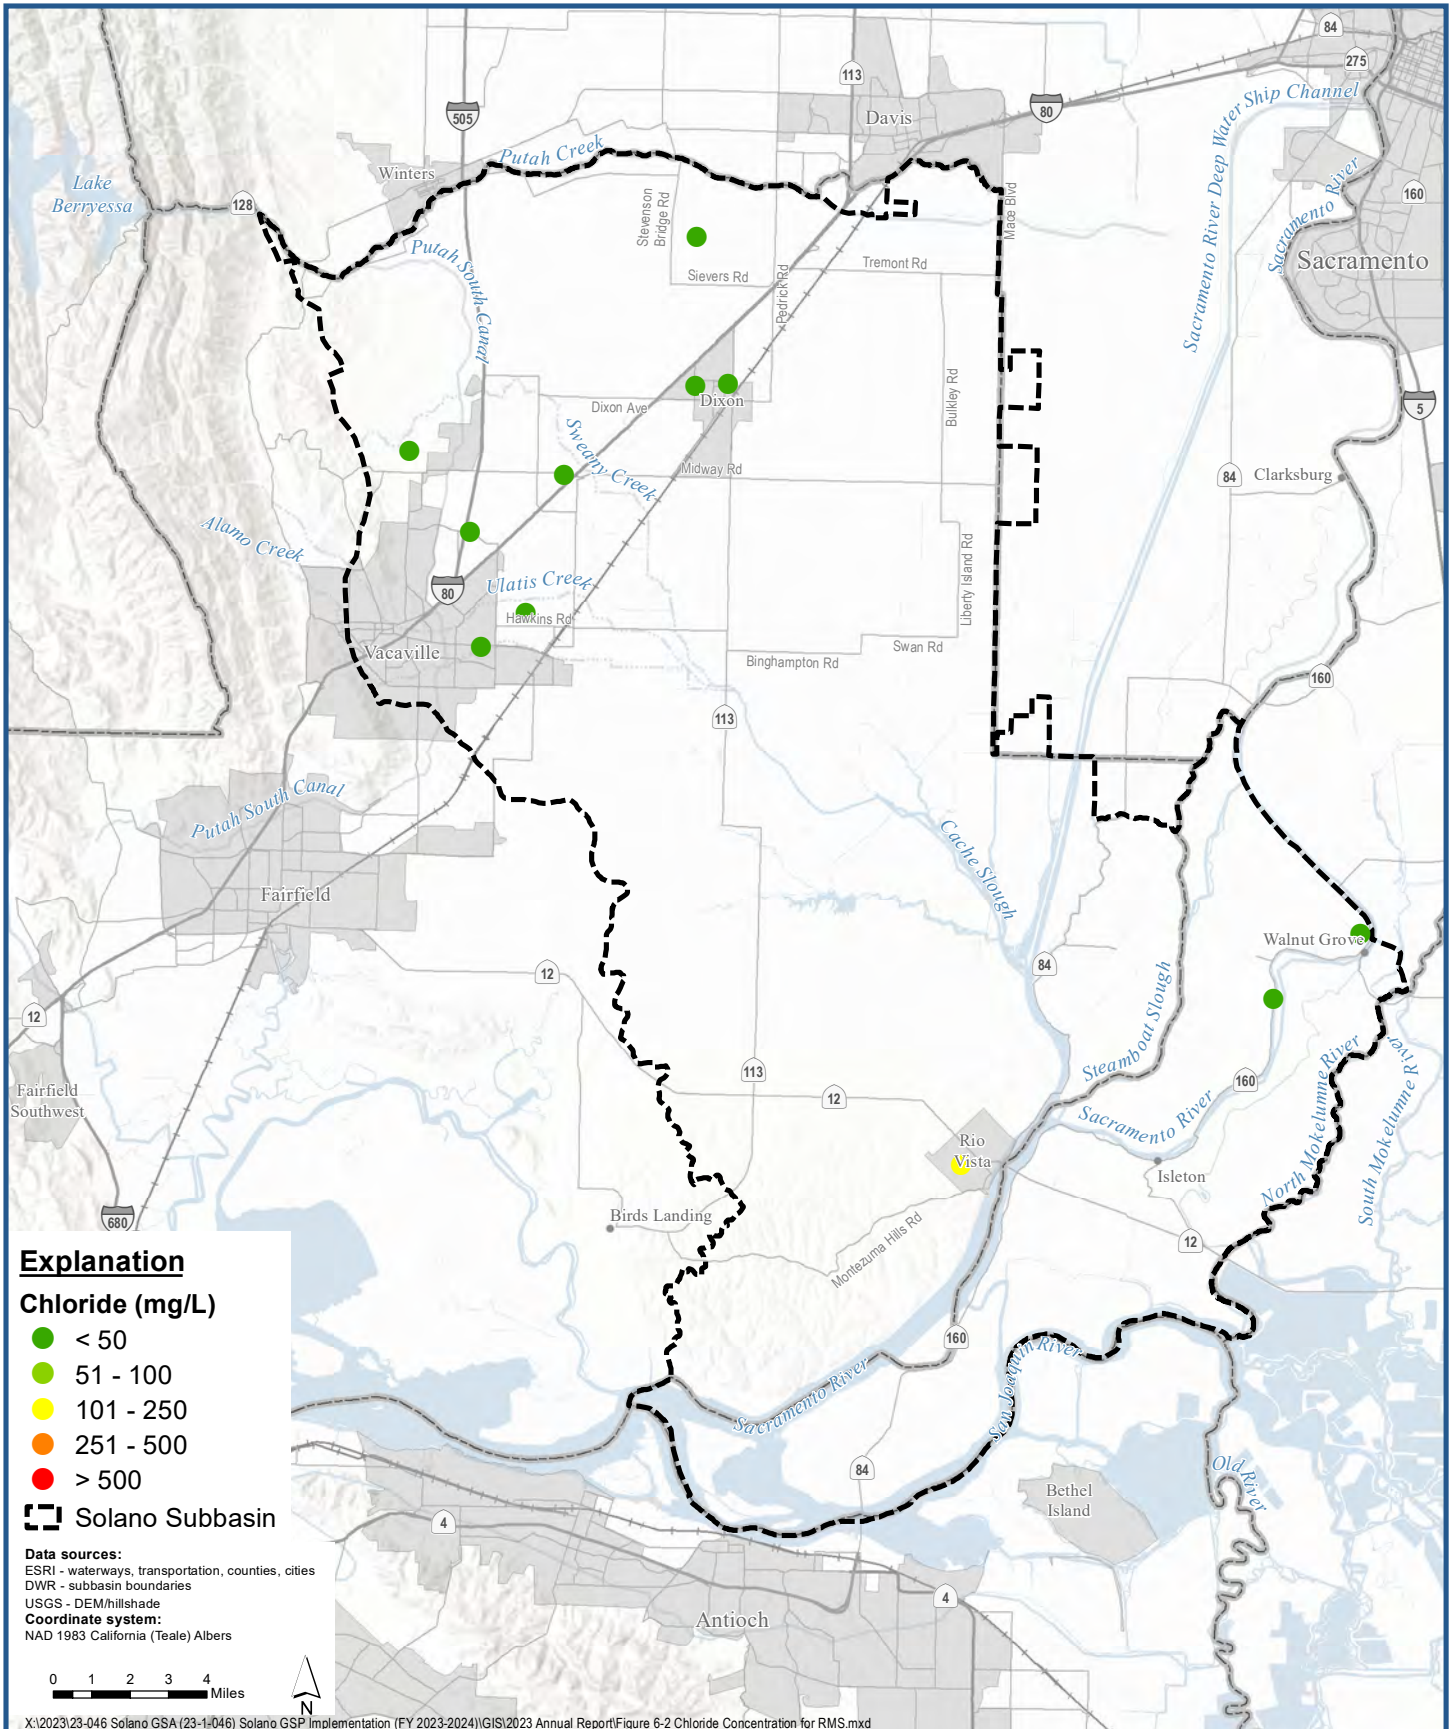 84
275
113
Davis
80
Sacramento River Deep Water Ship Channel
505
Putah Creek
Winters
Lake
Berryessa
128
Stevenson
Bridge Rd
Mace Blvd
Sacramento River
160
Sacramento
Putah South Canal
Sievers Rd
Pedrick Rd
Tremont Rd
Dixon Ave
Dixon
Bulkley Rd
5
Sweany Creek
Midway Rd
84
Clarksburg
Alamo Creek
80
Ulatis Creek
Hawkins Rd
Liberty Island Rd
Vacaville
Binghampton Rd
Swan Rd
160
113
Putah South Canal
Cache Slough
Fairfield
Walnut Grove
12
84
12
Steamboat Slough
113
12
160
Fairfield
Southwest
Sacramento River
North Mokelumne River
South Mokelumne River
Rio
Vista
Isleton
Birds Landing
680
Montezuma Hills Rd
12
160
San Joaquin River
Sacramento River
84
Old River
Bethel
Island
4
4
Antioch
Explanation
Chloride (mg/L)
< 50
51 - 100
101 - 250
251 - 500
> 500
Solano Subbasin
Data sources:
ESRI - waterways, transportation, counties, cities
DWR - subbasin boundaries
USGS - DEM/hillshade
Coordinate system:
NAD 1983 California (Teale) Albers
0 1 2 3 4
Miles
N
X:\2023\23-046 Solano GSA (23-1-046) Solano GSP Implementation (FY 2023-2024)\GIS\2023 Annual Report\Figure 6-2 Chloride Concentration for RMS.mxd